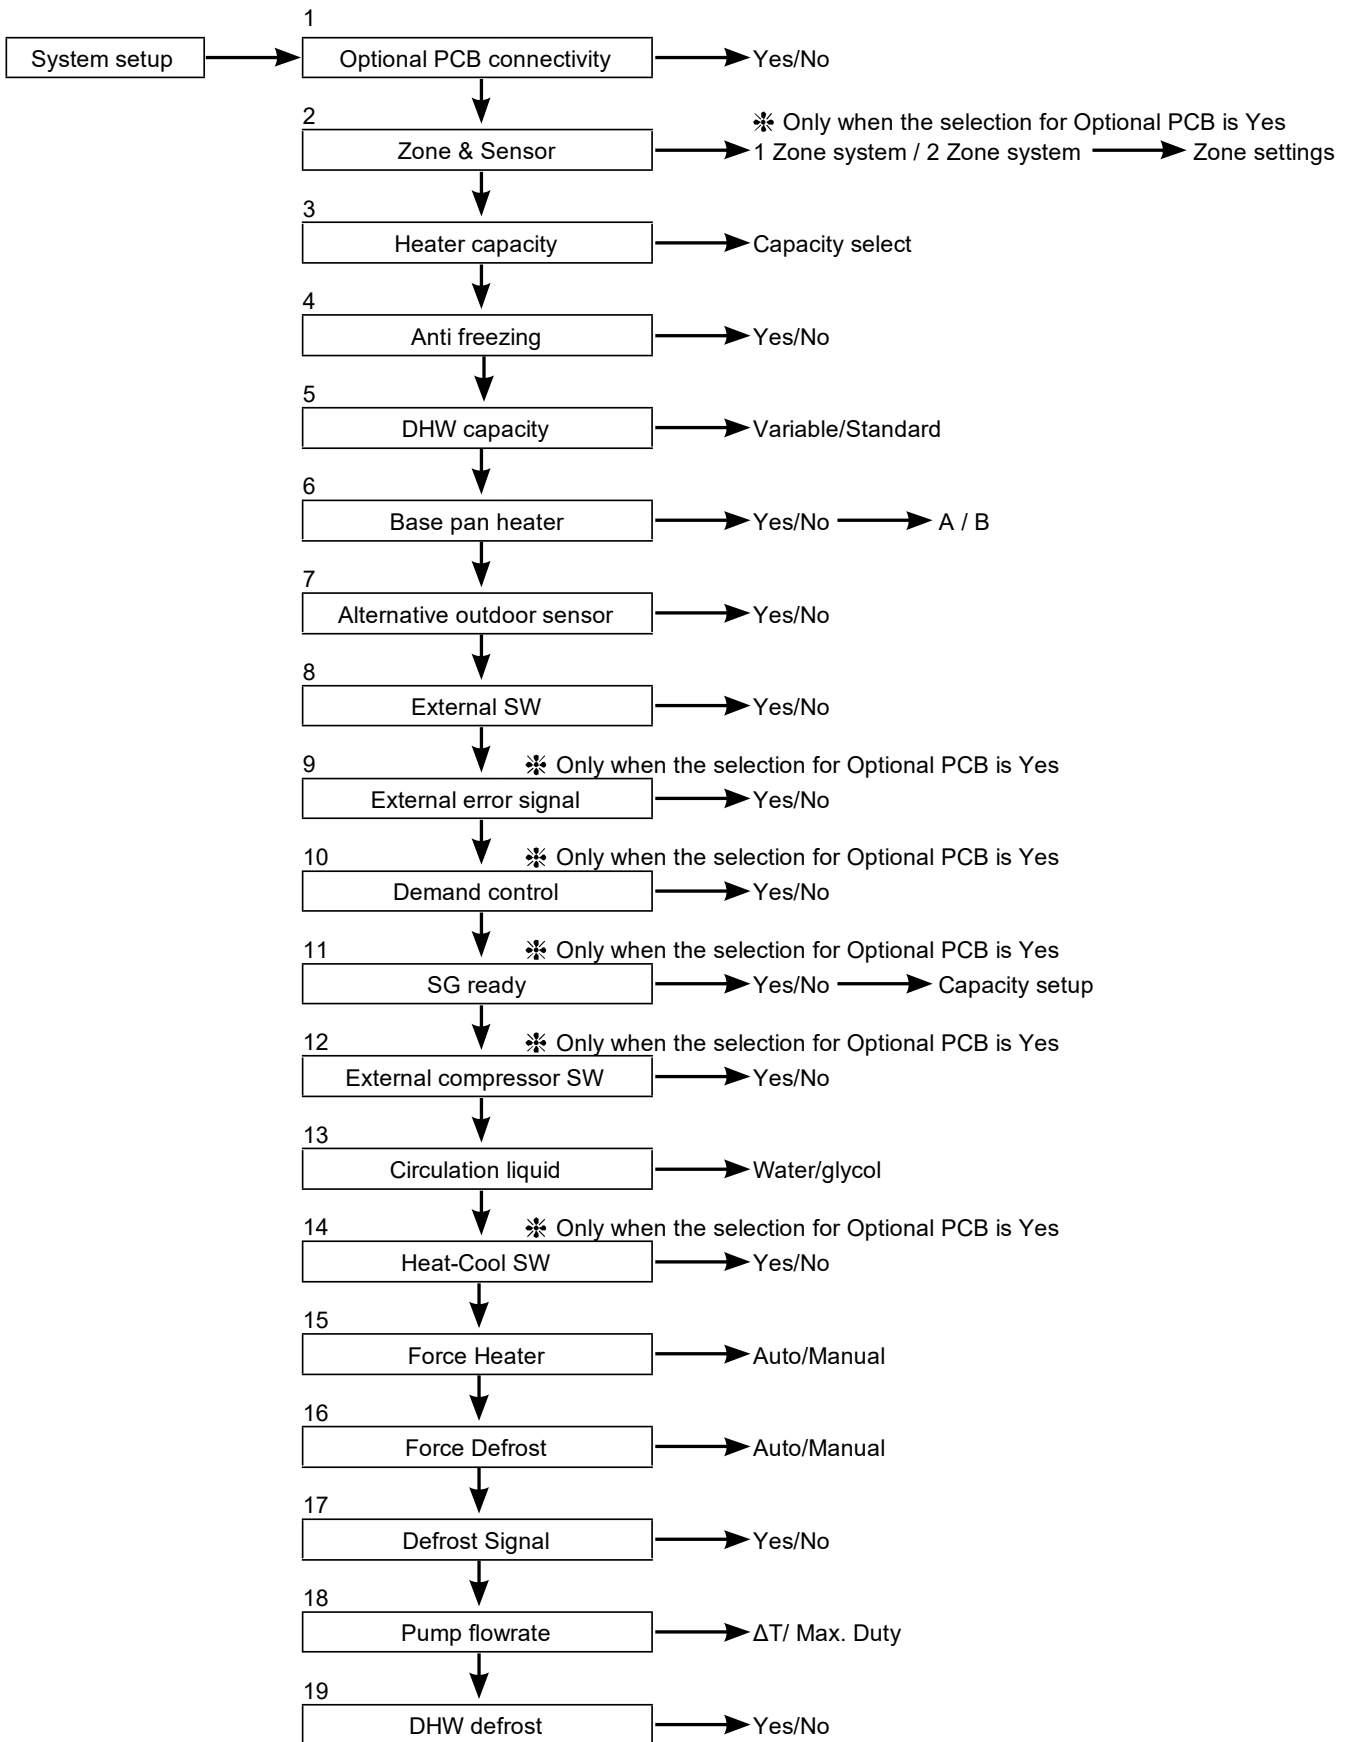 1
System setup
Optional PCB connectivity
Yes/No
2
❉ Only when the selection for Optional PCB is Yes
Zone & Sensor
1 Zone system / 2 Zone system
Zone settings
3
Heater capacity
Capacity select
4
Anti freezing
Yes/No
5
DHW capacity
Variable/Standard
6
Base pan heater
Yes/No
A / B
7
Alternative outdoor sensor
Yes/No
8
External SW
Yes/No
9
❉ Only when the selection for Optional PCB is Yes
External error signal
Yes/No
10
❉ Only when the selection for Optional PCB is Yes
Demand control
Yes/No
11
❉ Only when the selection for Optional PCB is Yes
SG ready
Yes/No
Capacity setup
12
❉ Only when the selection for Optional PCB is Yes
External compressor SW
Yes/No
13
Circulation liquid
Water/glycol
14
❉ Only when the selection for Optional PCB is Yes
Heat-Cool SW
Yes/No
15
Force Heater
Auto/Manual
16
Force Defrost
Auto/Manual
17
Defrost Signal
Yes/No
18
Pump flowrate
ΔT/ Max. Duty
19
DHW defrost
Yes/No